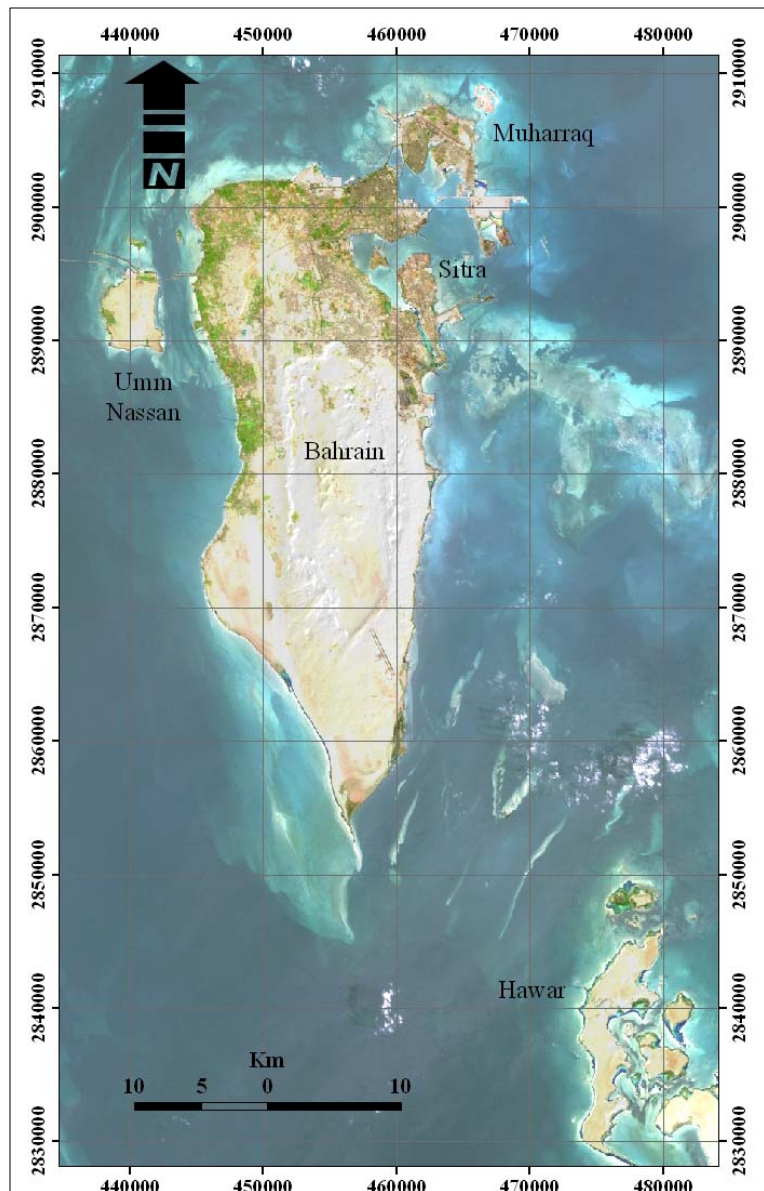 440000 450000 460000 470000 480000
2910000 2910000
N
Muharraq
2900000 2900000
Sitra
2890000 2890000
Umm
Nassan
Bahrain
2880000 2880000
2870000 2870000
2860000 2860000
2850000 2850000
Hawar
2840000 2840000
Km
10 5 0 10
2830000 2830000
440000 450000 460000 470000 480000